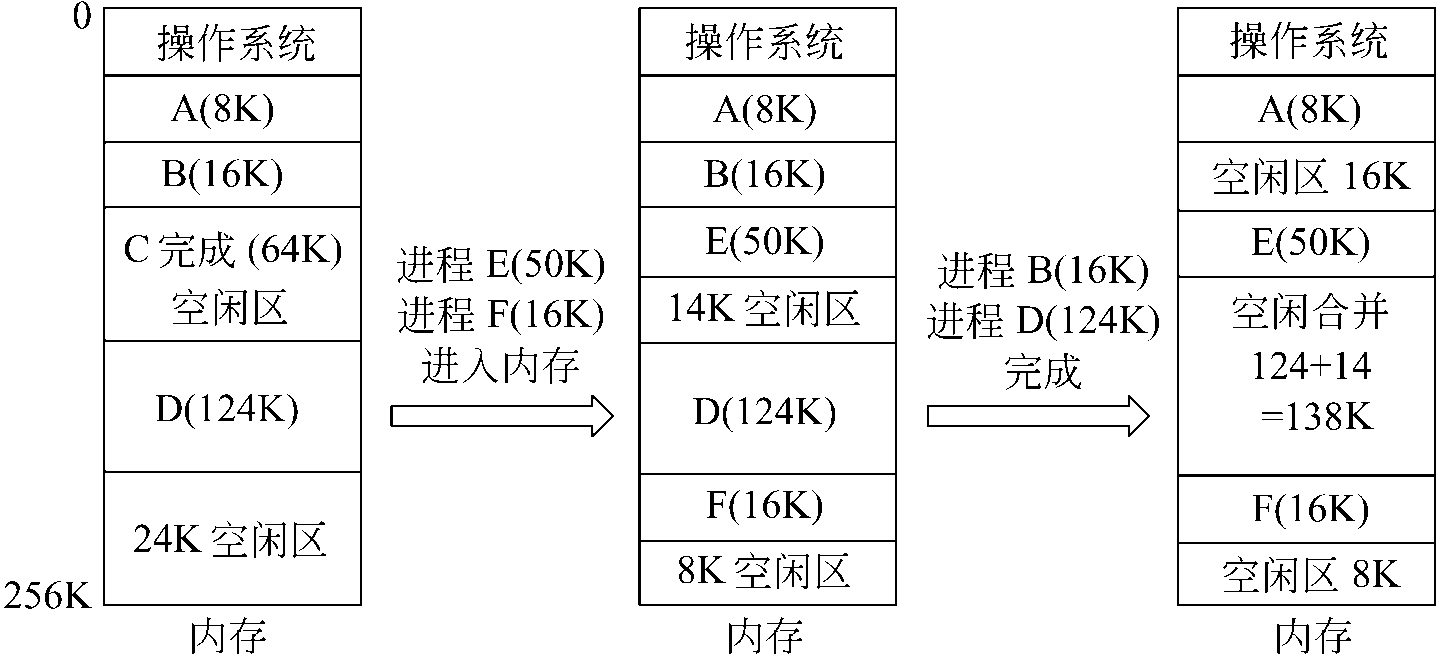 0
操作系统
A(8K)
B(16K)
C 完成 (64K)
空闲区
D(124K)
24K 空闲区
256K
内存
进程 E(50K)
进程 F(16K)
进入内存
操作系统
A(8K)
B(16K)
E(50K)
14K 空闲区
D(124K)
F(16K)
8K 空闲区
内存
进程 B(16K)
进程 D(124K)
完成
操作系统
A(8K)
空闲区 16K
E(50K)
空闲合并
124+14
=138K
F(16K)
空闲区 8K
内存